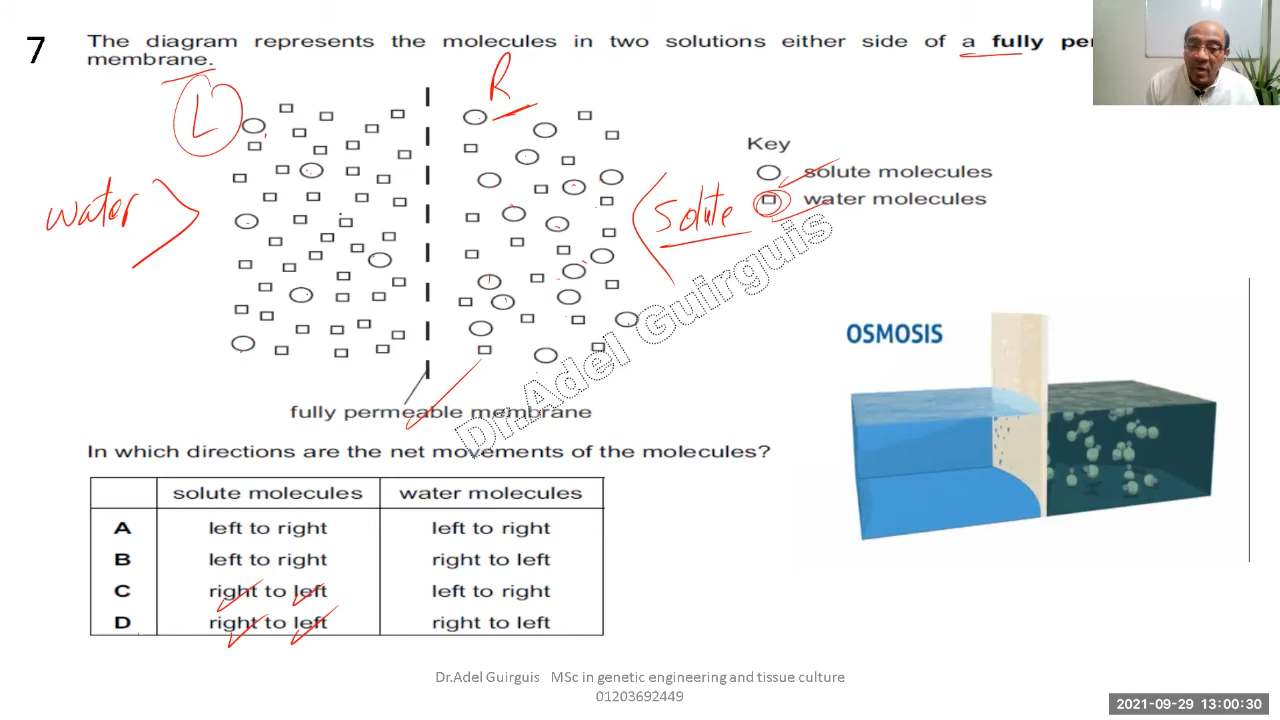 7
The diagram represents the molecules in two solutions either side of a fully
membrane.
L
R
water
Key
solute molecules
water molecules
solute
Dr.Adel Guirguis
OSMOSIS
fully permeable membrane
In which directions are the net movements of the molecules?
solute molecules water molecules
A left to right left to right
B left to right right to left
C right to left left to right
D right to left right to left
Dr.Adel Guirguis MSc in genetic engineering and tissue culture
01203692449
2021-09-29 13:00:30